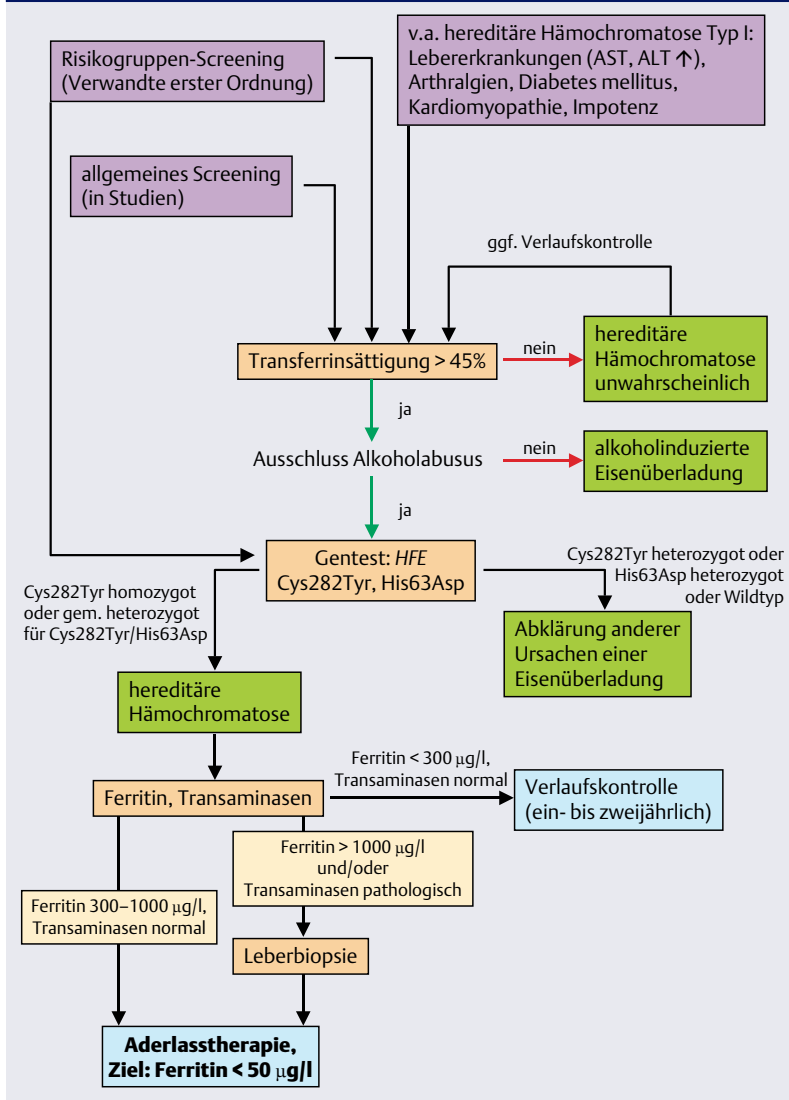 Risikogruppen-Screening
(Verwandte erster Ordnung)
v.a. hereditäre Hämochromatose Typ I:
Lebererkrankungen (AST, ALT ↑),
Arthralgien, Diabetes mellitus,
Kardiomyopathie, Impotenz
allgemeines Screening
(in Studien)
ggf. Verlaufskontrolle
Transferrinsättigung > 45%
nein
hereditäre
Hämochromatose
unwahrscheinlich
ja
Ausschluss Alkoholabusus
nein
alkoholinduzierte
Eisenüberladung
ja
Gentest: HFE
Cys282Tyr, His63Asp
Cys282Tyr heterozygot oder
His63Asp heterozygot
oder Wildtyp
Cys282Tyr homozygot
oder gem. heterozygot
für Cys282Tyr/His63Asp
Abklärung anderer
Ursachen einer
Eisenüberladung
hereditäre
Hämochromatose
Ferritin < 300 µg/l,
Transaminasen normal
Ferritin, Transaminasen
Verlaufskontrolle
(ein- bis zweijährlich)
Ferritin > 1000 µg/l
und/oder
Transaminasen pathologisch
Ferritin 300–1000 µg/l,
Transaminasen normal
Leberbiopsie
Aderlasstherapie,
Ziel: Ferritin < 50 µg/l